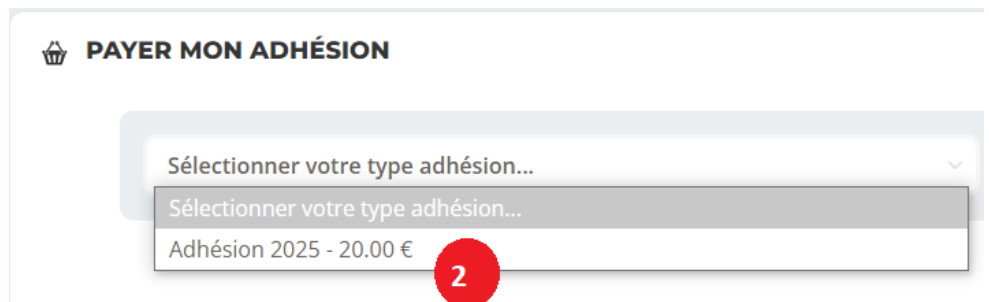 PAYER MON ADHÉSION
Sélectionner votre type adhésion...
Sélectionner votre type adhésion...
Adhésion 2025 - 20.00 €
2